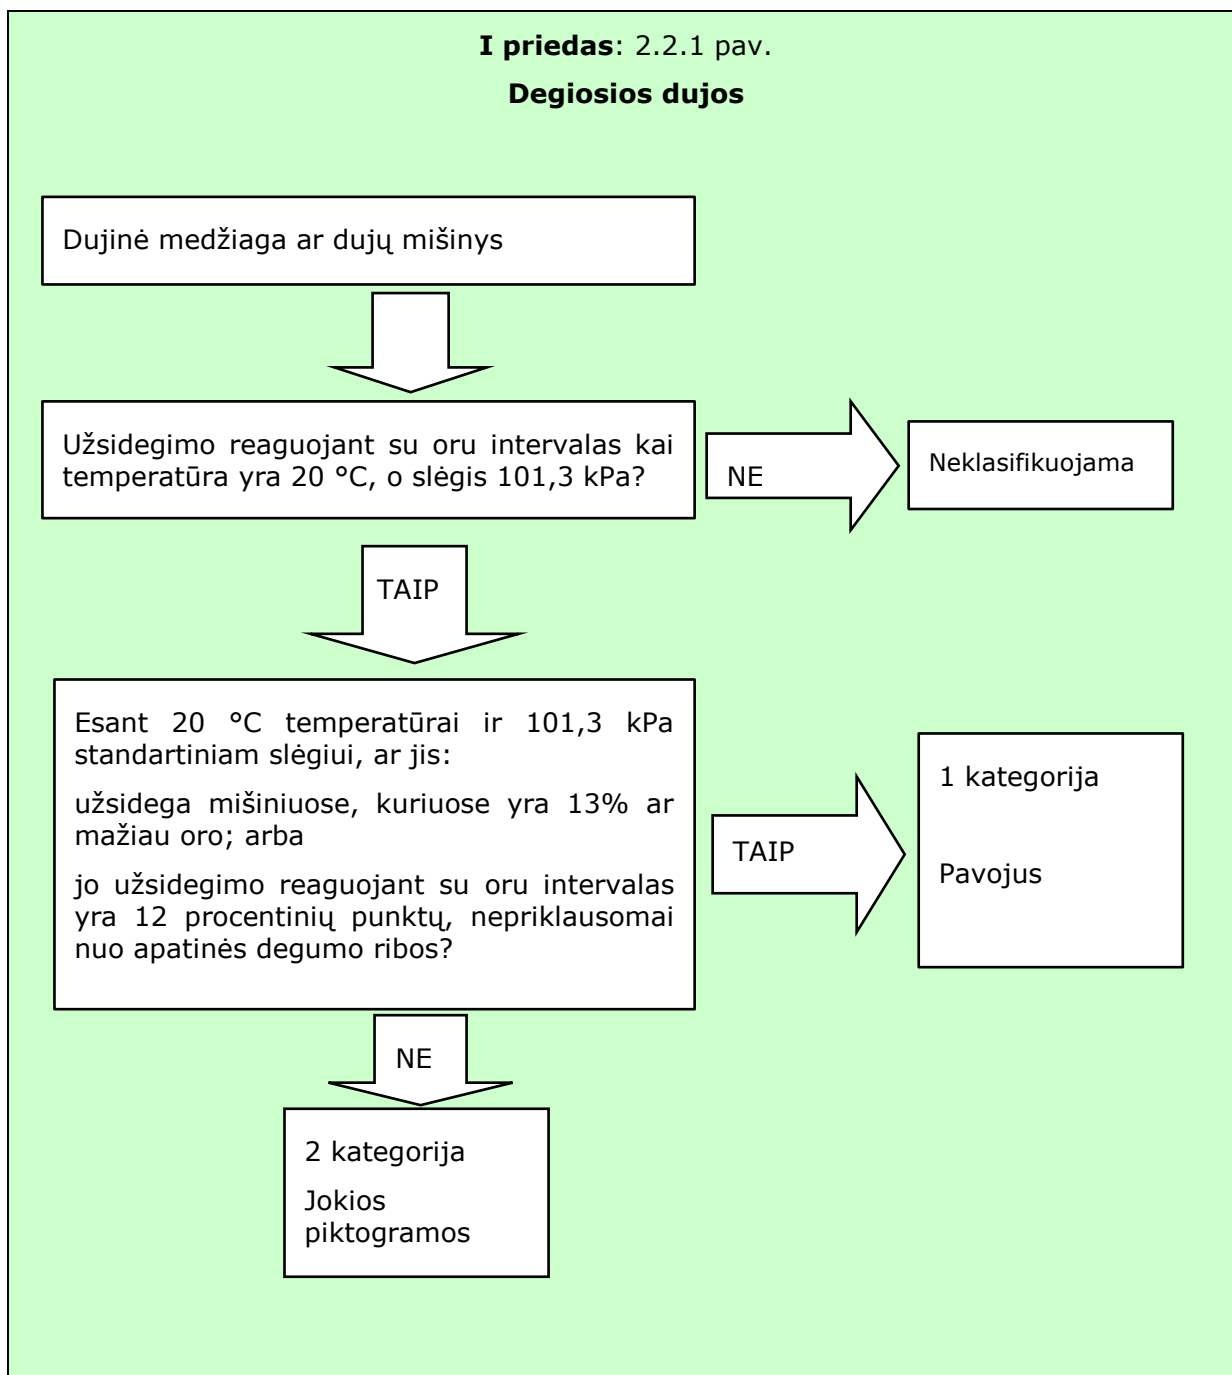 I priedas: 2.2.1 pav.
Degiosios dujos
Dujinė medžiaga ar dujų mišinys
Užsidegimo reaguojant su oru intervalas kai
temperatūra yra 20 °C, o slėgis 101,3 kPa?
NE
Neklasifikuojama
TAIP
Esant 20 °C temperatūrai ir 101,3 kPa
standartiniam slėgiui, ar jis:
užsidega mišiniuose, kuriuose yra 13% ar
mažiau oro; arba
jo užsidegimo reaguojant su oru intervalas
yra 12 procentinių punktų, nepriklausomai
nuo apatinės degumo ribos?
TAIP
1 kategorija
Pavojus
NE
2 kategorija
Jokios
piktogramos